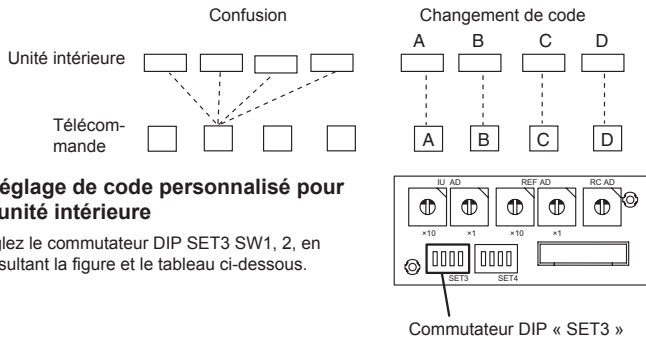 Confusion
Changement de code
Unité intérieure
A B C D
Télécom-
mande
A B C D
églage de code personnalisé pour
unité intérieure
glez le commutateur DIP SET3 SW1, 2, en
sultant la figure et le tableau ci-dessous.
IU AD REF AD RC AD
×10 ×1 ×10 ×1
SET3 SET4
Commutateur DIP « SET3 »